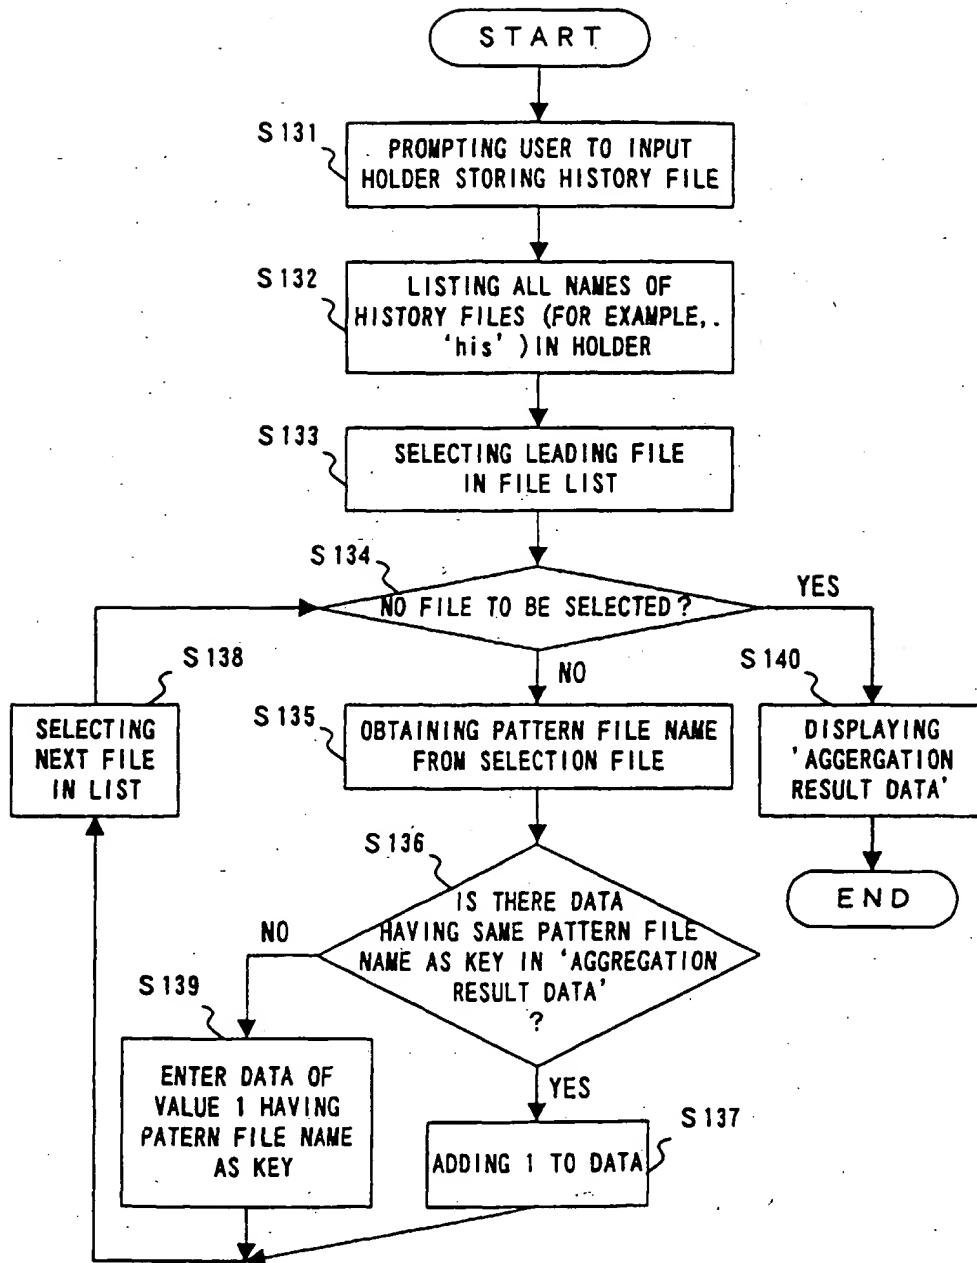 START
S131
PROMPTING USER TO INPUT
HOLDER STORING HISTORY FILE
S132
LISTING ALL NAMES OF
HISTORY FILES (FOR EXAMPLE,.
'his' )IN HOLDER
S133
SELECTING LEADING FILE
IN FILE LIST
S134
NO FILE TO BE SELECTED?
YES
NO
S138
SELECTING
NEXT FILE
IN LIST
S135
OBTAINING PATTERN FILE NAME
FROM SELECTION FILE
S140
DISPLAYING
'AGGERGATION
RESULT DATA'
END
S136
IS THERE DATA
HAVING SAME PATTERN FILE
NAME AS KEY IN 'AGGREGATION
RESULT DATA'
?
NO
YES
S139
ENTER DATA OF
VALUE 1 HAVING
PATERN FILE NAME
AS KEY
S137
ADDING 1 TO DATA